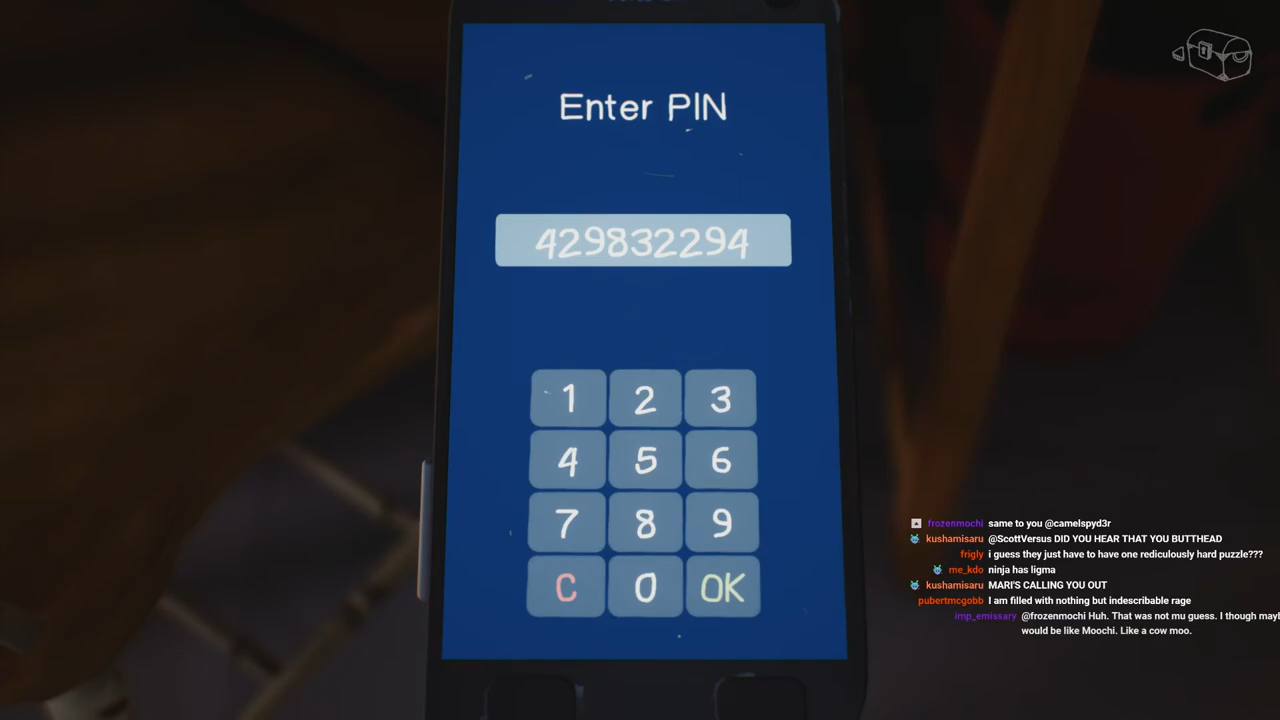 Enter PIN
429832294
1 2 3
4 5 6
7 8 9
C 0 OK
frozenmochi same to you @camelspyd3r
kushamisaru @ScottVersus DID YOU HEAR THAT YOU BUTTHEAD
frigly i guess they just have to have one rediculously hard puzzle???
me_kdo ninja has ligma
kushamisaru MARI'S CALLING YOU OUT
pubertmcgobb I am filled with nothing but indescribable rage
imp_emissary @frozenmochi Huh. That was not mu guess. I though may
would be like Moochi. Like a cow moo.